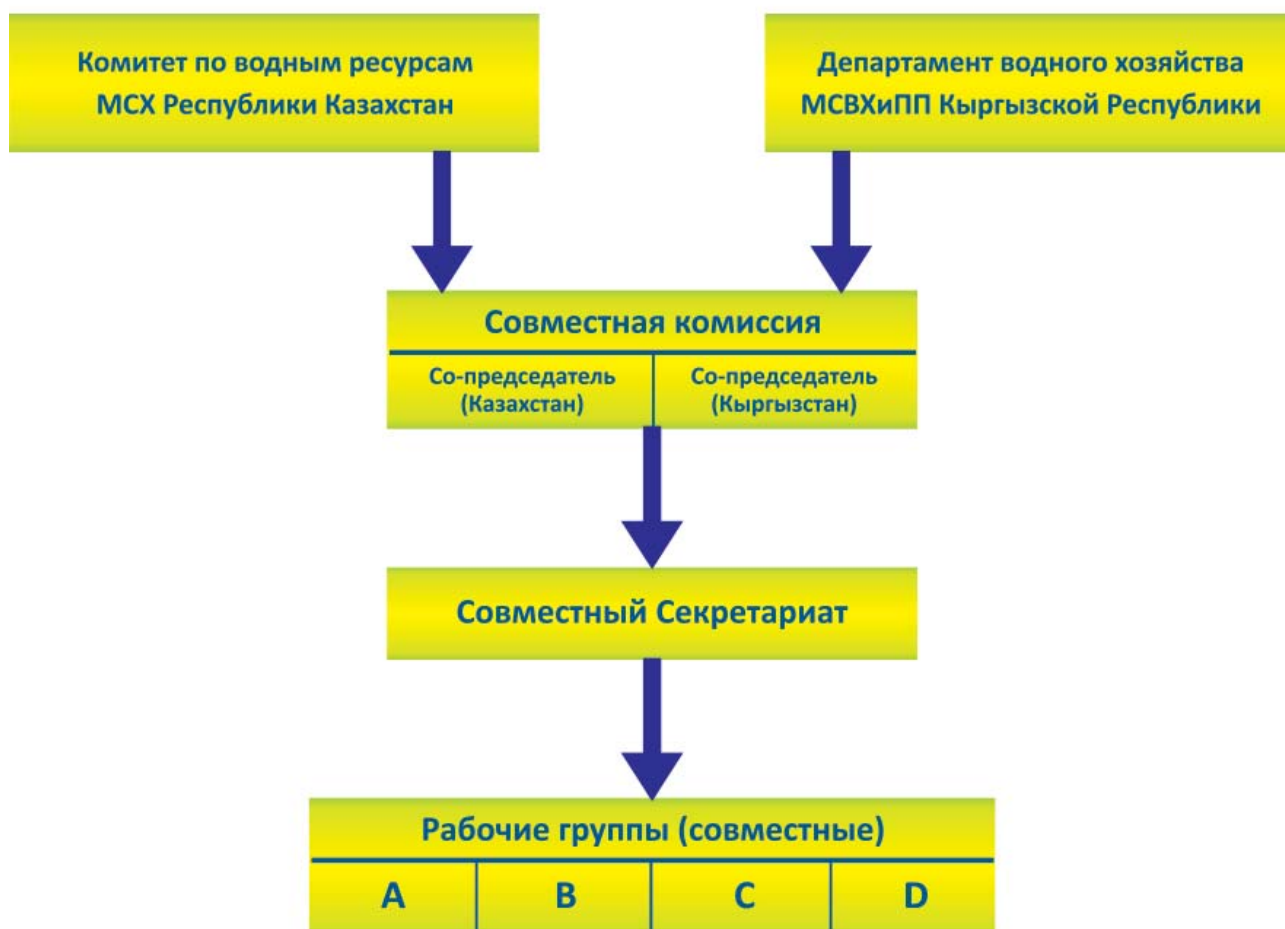 Комитет по водным ресурсам
МСХ Республики Казахстан
Департамент водного хозяйства
МСВХиПП Кыргызской Республики
Совместная комиссия
Со-председатель
(Казахстан)
Со-председатель
(Кыргызстан)
Совместный Секретариат
Рабочие группы (совместные)
A B C D